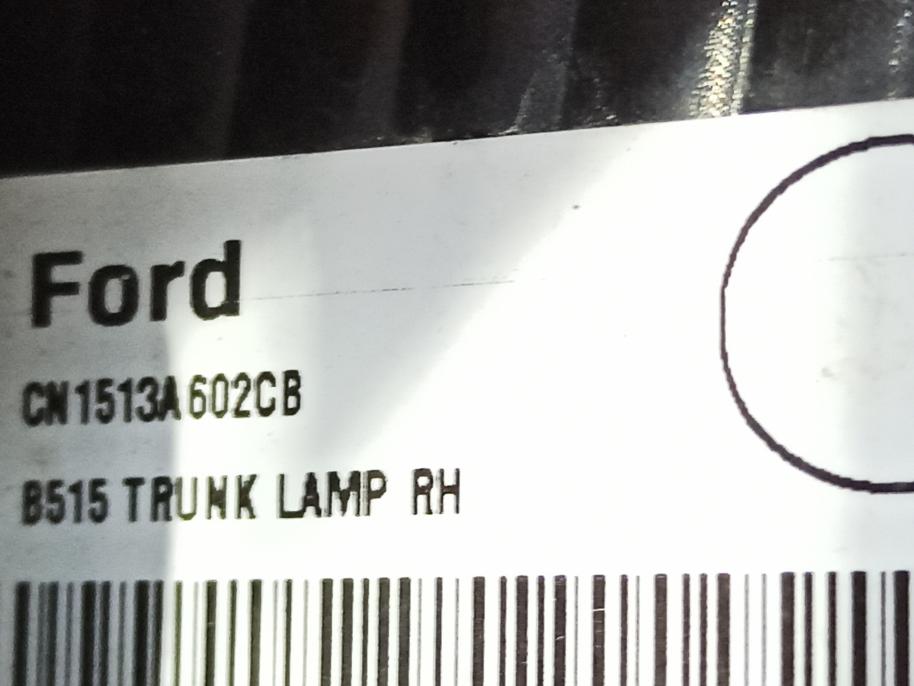 Ford
CN1513A602CB
B515 TRUNK LAMP RH